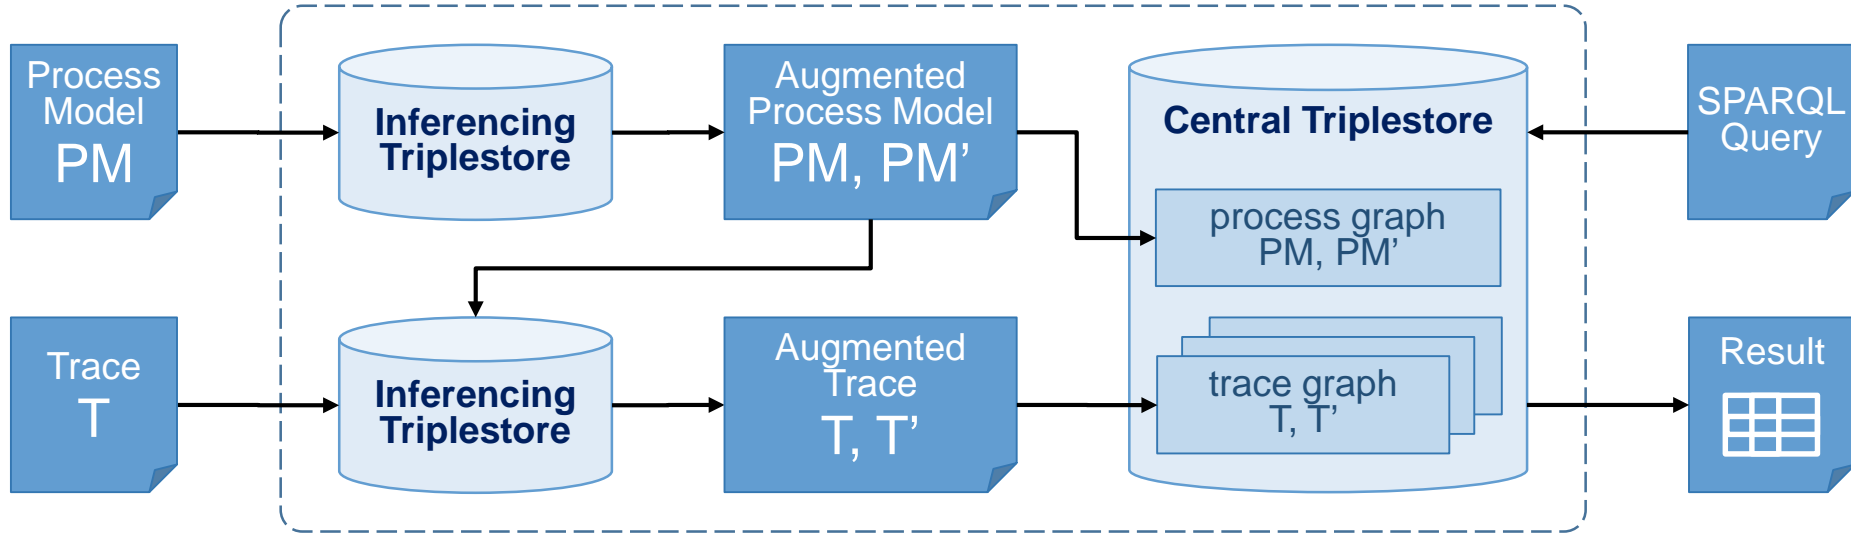 Process
Model
PM
Inferencing
Triplestore
Augmented
Process Model
PM, PM’
Central Triplestore
process graph
PM, PM’
SPARQL
Query
Trace
T
Inferencing
Triplestore
Augmented
Trace
T, T’
trace graph
T, T’
Result